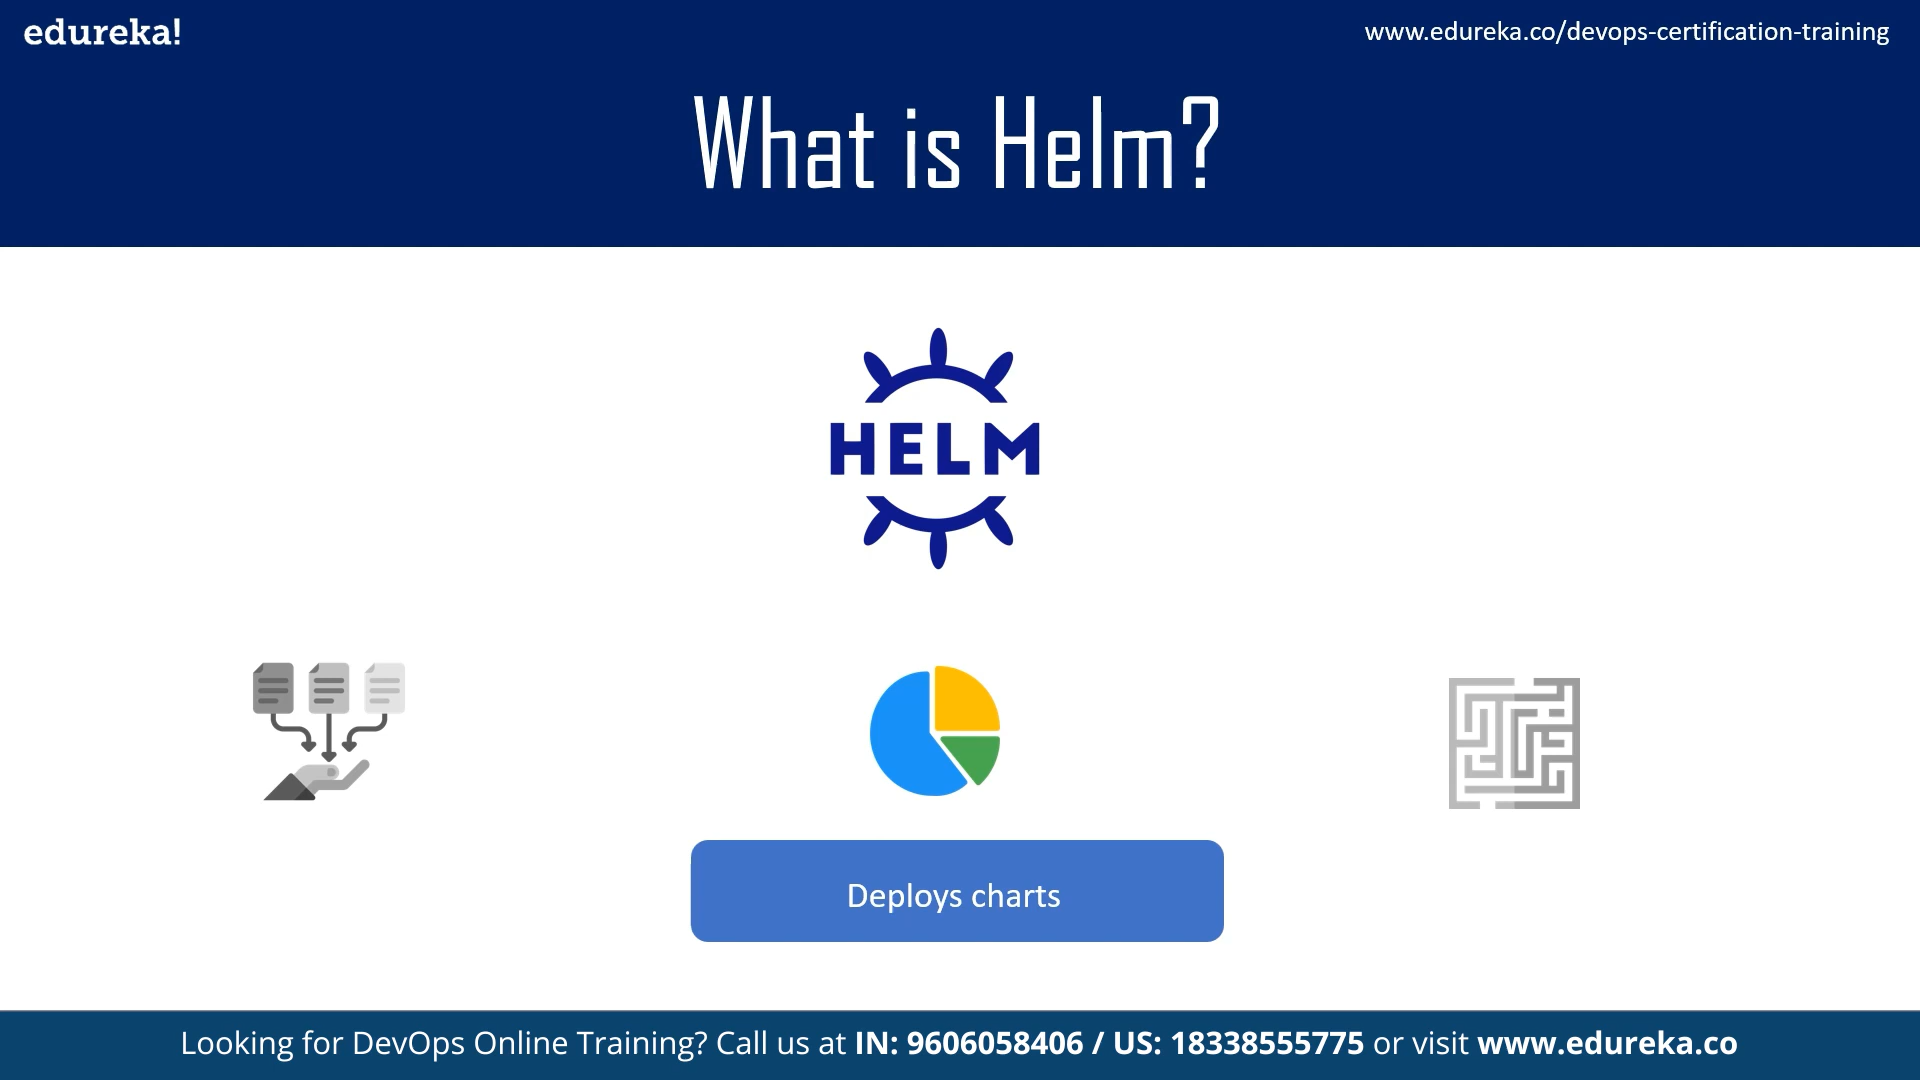 edureka!
www.edureka.co/devops-certification-training
What is Helm?
HELM
Deploys charts
Looking for DevOps Online Training? Call us at IN: 9606058406 / US: 18338555775 or visit www.edureka.co